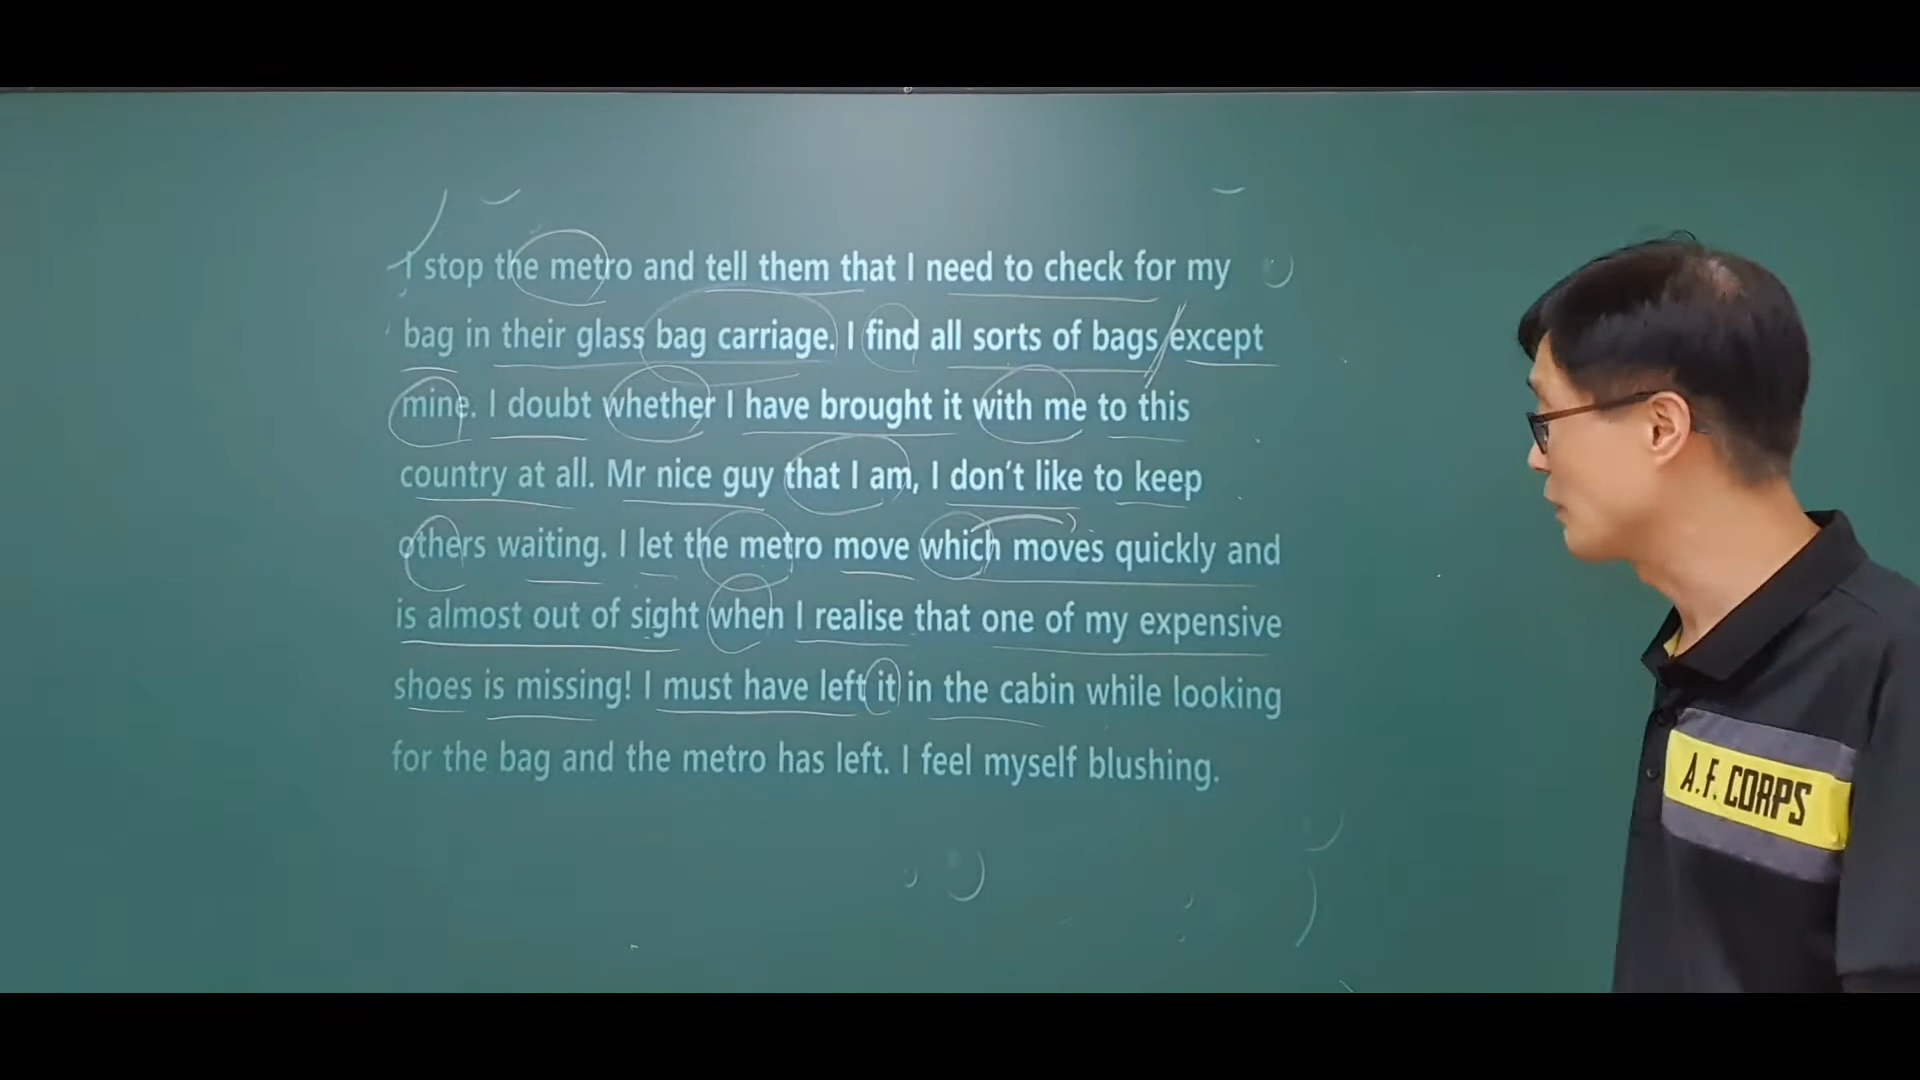 I stop the metro and tell them that I need to check for my
bag in their glass bag carriage. I find all sorts of bags except
mine. I doubt whether I have brought it with me to this
country at all. Mr nice guy that I am, I don't like to keep
others waiting. I let the metro move which moves quickly and
is almost out of sight when I realise that one of my expensive
shoes is missing! I must have left it in the cabin while looking
for the bag and the metro has left. I feel myself blushing.
A.F. CORPS